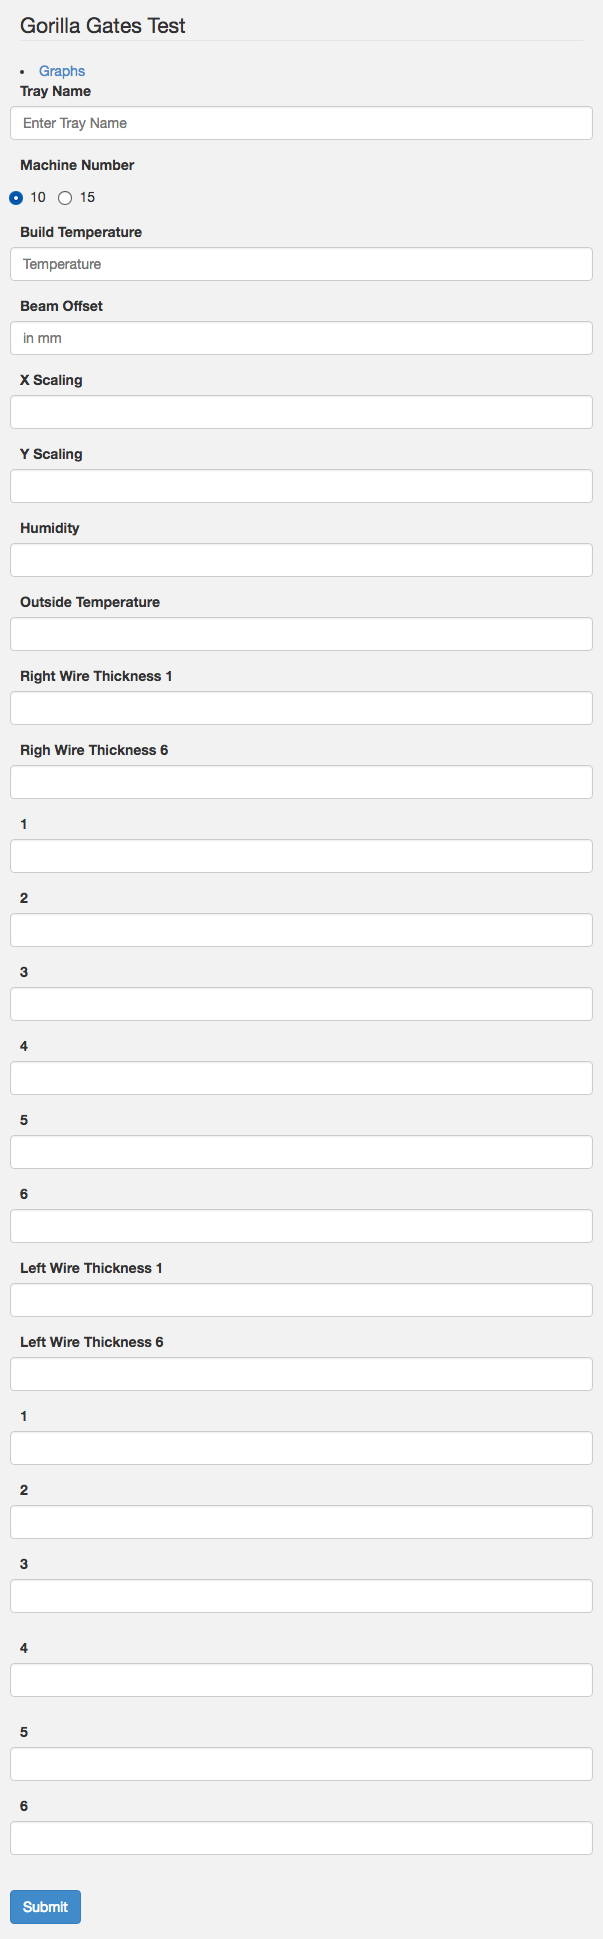 Gorilla Gates Test
• Graphs
Tray Name
Enter Tray Name
Machine Number
10 15
Build Temperature
Temperature
Beam Offset
in mm
X Scaling
Y Scaling
Humidity
Outside Temperature
Right Wire Thickness 1
Righ Wire Thickness 6
1
2
3
4
5
6
Left Wire Thickness 1
Left Wire Thickness 6
1
2
3
4
5
6
Submit